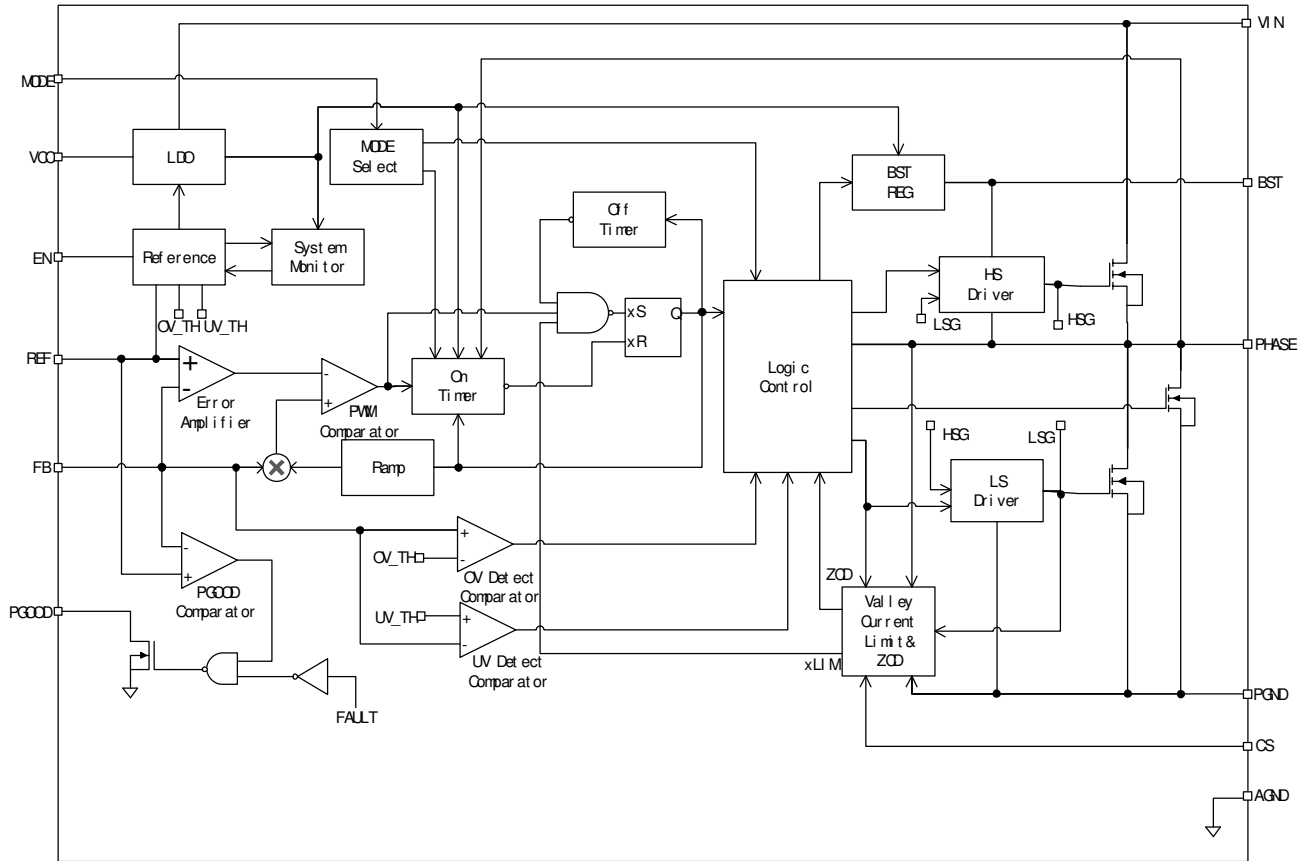 VIN
MODE
VCC
LDO
MODE
Select
BST
REG
BST
Off
Timer
EN
Reference
System
Monitor
HS
Driver
OV_TH
UV_TH
LSG
HSG
xS
Q
xR
REF
+
-
Error
Amplifier
-
+
PWM
Comparator
On
Timer
Logic
Control
PHASE
HSG
LSG
FB
Ramp
LS
Driver
-
+
PGOOD
Comparator
OV_TH
+
-
OV Detect
Comparator
UV_TH
+
-
UV Detect
Comparator
ZCD
Valley
Current
Limit &
ZCD
xLIM
PGOOD
FAULT
PGND
CS
AGND